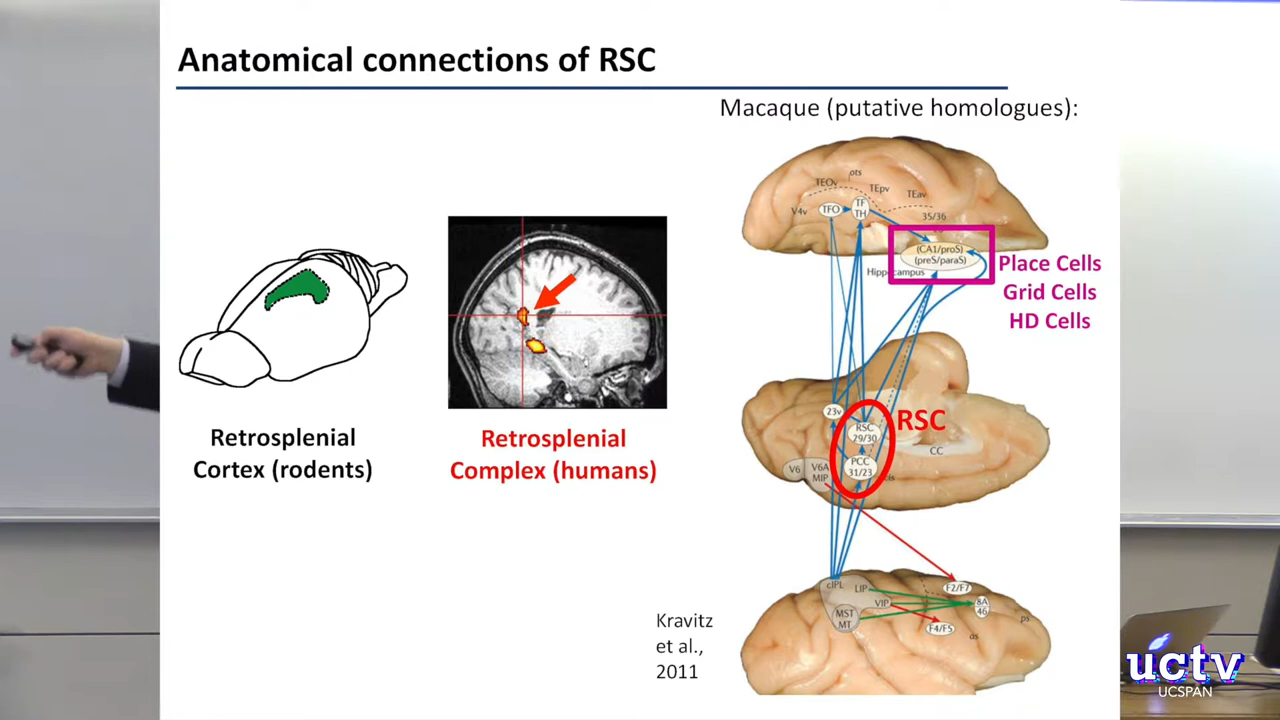 Anatomical connections of RSC
Macaque (putative homologues):
ots
TEOv
TEpv
TEav
V4v
TFO
TF
TH
35/36
(CA1/proS)
(preS/paraS)
Hippocampus
Place Cells
Grid Cells
HD Cells
Retrosplenial
Cortex (rodents)
Retrosplenial
Complex (humans)
23v
RSC
29/30
RSC
CC
PCC
31/23
V6
V6A
MIP
cIPL
LIP
VIP
MST
MT
F2/F7
8A
46
F4/F5
as
ps
Kravitz
et al.,
2011
uctv
UCSPAN